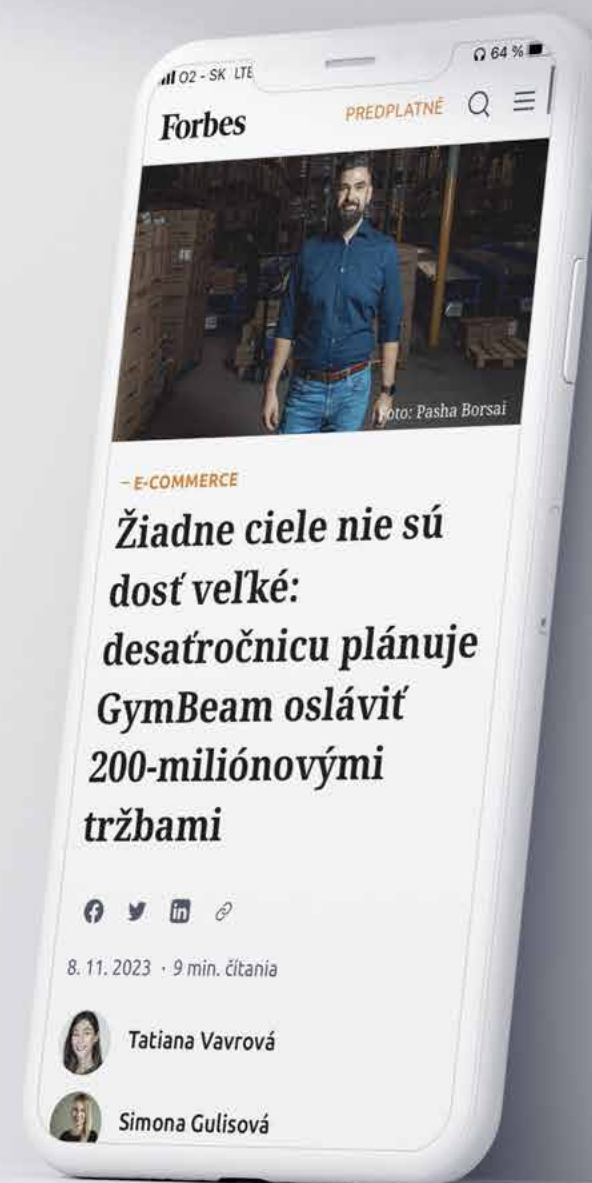 O2 - SK LTE
64 %
Forbes
PREDPLATNÉ
Foto: Pasha Borsai
– E-COMMERCE
Žiadne ciele nie sú
dosť veľké:
desaťročnicu plánuje
GymBeam osláviť
200-miliónovými
tržbami
8. 11. 2023 · 9 min. čítania
Tatiana Vavrová
Simona Gulisová